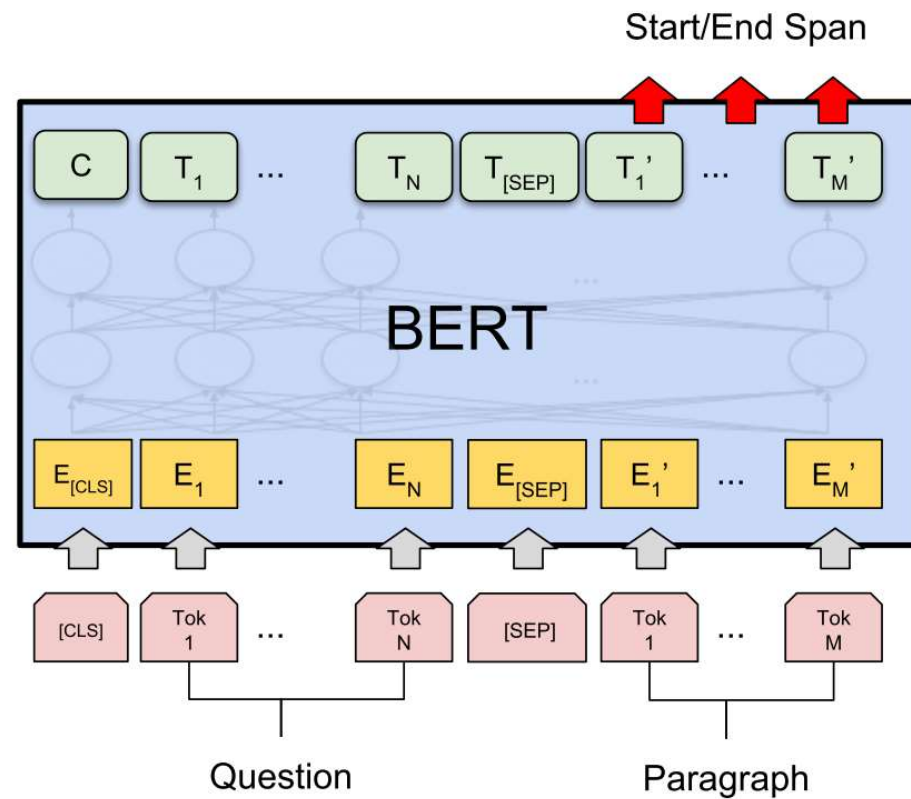 Start/End Span
C T1 ... TN T[SEP] T1' ... TM'
...
BERT
...
E[CLS] E1 ... EN E[SEP] E1' ... EM'
[CLS] Tok 1 ... Tok N [SEP] Tok 1 ... Tok M
Question Paragraph